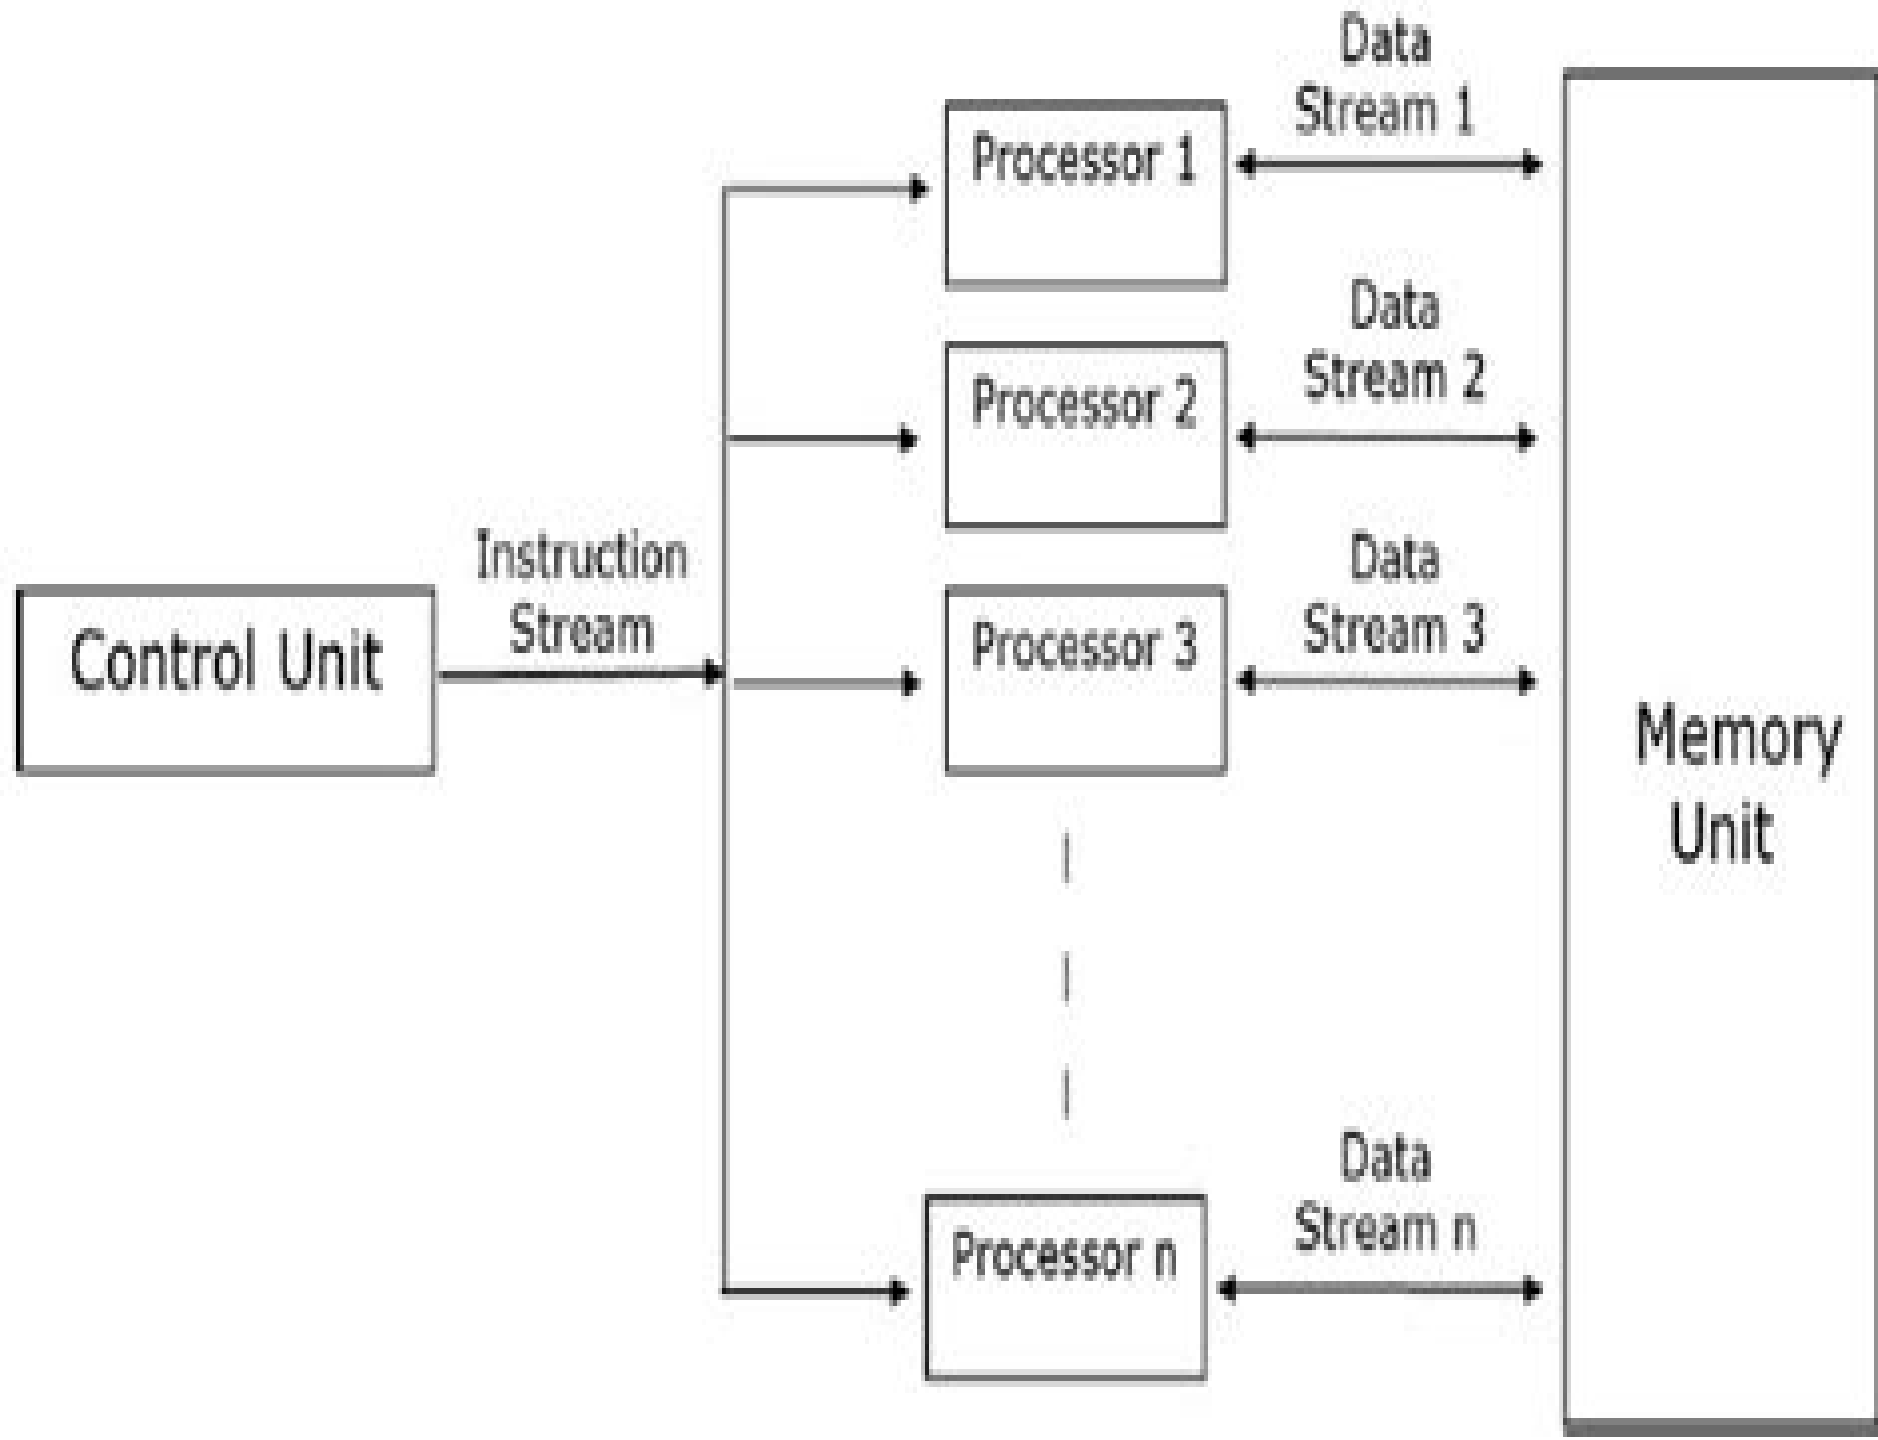 Data
Stream 1
Processor 1
Data
Stream 2
Processor 2
Instruction
Stream
Control Unit
Data
Stream 3
Processor 3
Memory
Unit
Data
Stream n
Processor n